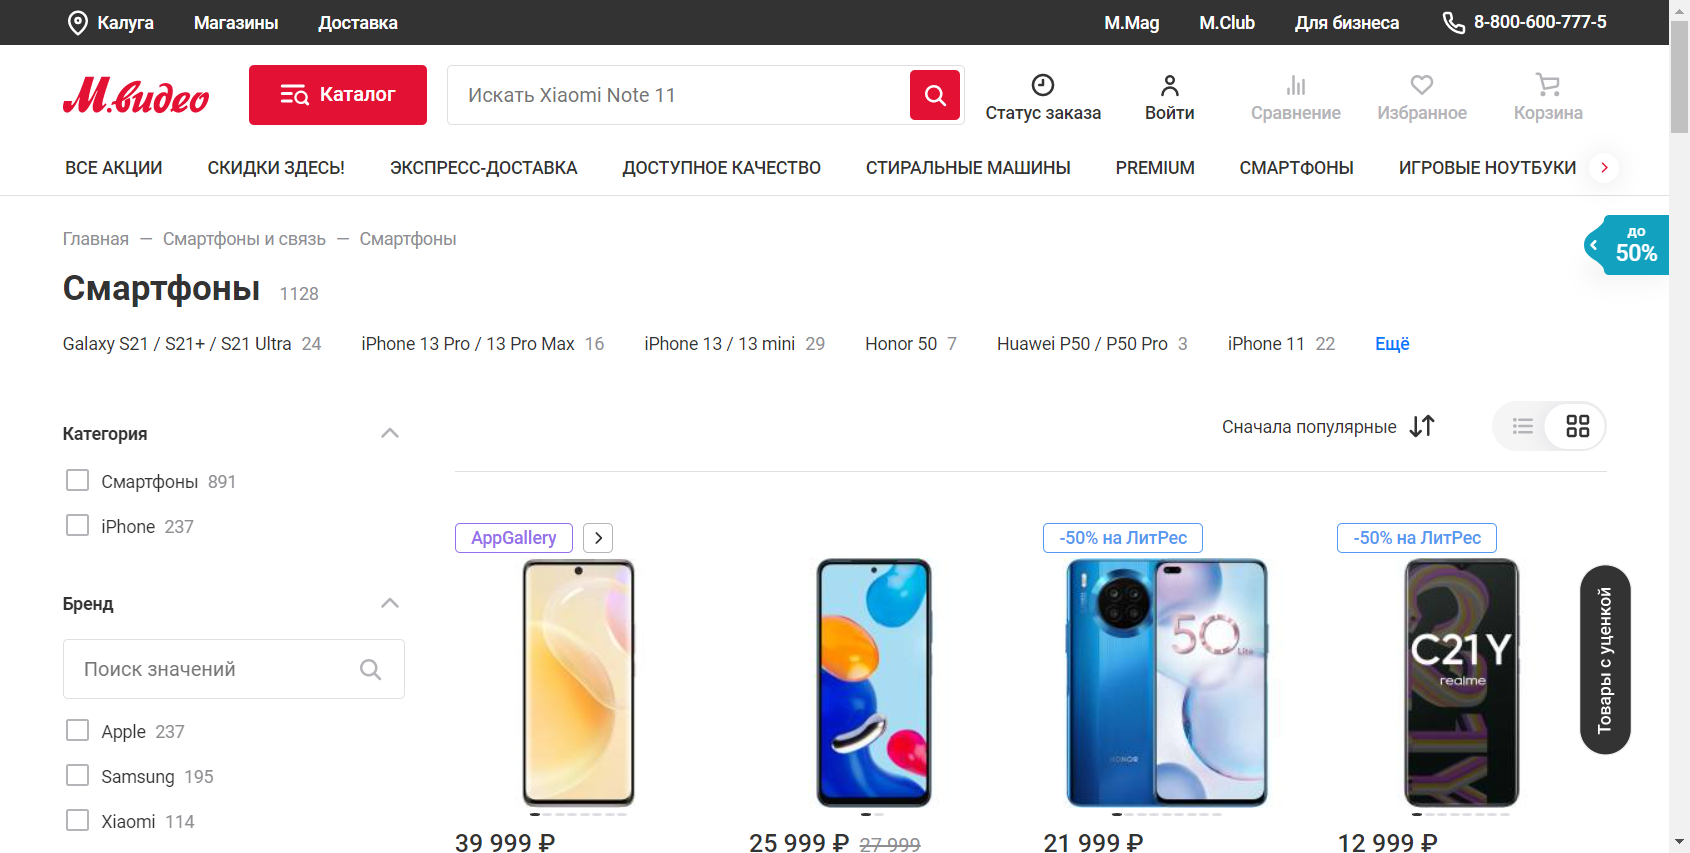 Калуга Магазины Доставка M.Mag M.Club Для бизнеса 8-800-600-777-5
М.видео Каталог Искать Xiaomi Note 11 Статус заказа Войти Сравнение Избранное Корзина
ВСЕ АКЦИИ СКИДКИ ЗДЕСЬ! ЭКСПРЕСС-ДОСТАВКА ДОСТУПНОЕ КАЧЕСТВО СТИРАЛЬНЫЕ МАШИНЫ PREMIUM СМАРТФОНЫ ИГРОВЫЕ НОУТБУКИ
Главная — Смартфоны и связь — Смартфоны
до
50%
Смартфоны 1128
Galaxy S21 / S21+ / S21 Ultra 24 iPhone 13 Pro / 13 Pro Max 16 iPhone 13 / 13 mini 29 Honor 50 7 Huawei P50 / P50 Pro 3 iPhone 11 22 Ещё
Сначала популярные
Категория
Смартфоны 891
iPhone 237
Бренд
Поиск значений
Apple 237
Samsung 195
Xiaomi 114
AppGallery
-50% на ЛитРес
-50% на ЛитРес
50 Lite
HONOR
C21Y
realme
Товары с уценкой
39 999 ₽ 25 999 ₽ 27 999 21 999 ₽ 12 999 ₽